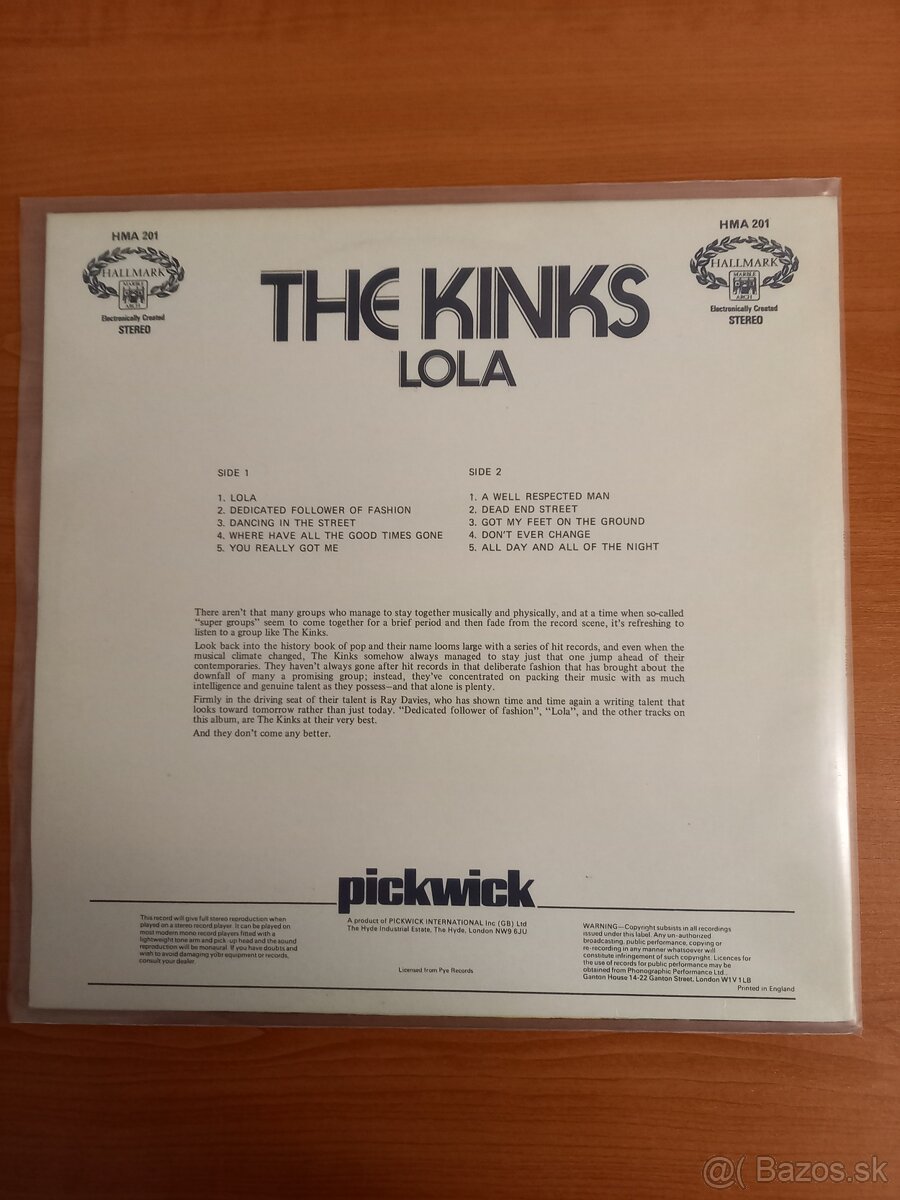 HMA 201
HALLMARK
MARBLE
ARCH
Electronically Created
STEREO
HMA 201
HALLMARK
MARBLE
ARCH
Electronically Created
STEREO
THE KINKS
LOLA
SIDE 1
1. LOLA
2. DEDICATED FOLLOWER OF FASHION
3. DANCING IN THE STREET
4. WHERE HAVE ALL THE GOOD TIMES GONE
5. YOU REALLY GOT ME
SIDE 2
1. A WELL RESPECTED MAN
2. DEAD END STREET
3. GOT MY FEET ON THE GROUND
4. DON'T EVER CHANGE
5. ALL DAY AND ALL OF THE NIGHT
There aren't that many groups who manage to stay together musically and physically, and at a time when so-called
"super groups" seem to come together for a brief period and then fade from the record scene, it's refreshing to
listen to a group like The Kinks.
Look back into the history book of pop and their name looms large with a series of hit records, and even when the
musical climate changed, The Kinks somehow always managed to stay just that one jump ahead of their
contemporaries. They haven't always gone after hit records in that deliberate fashion that has brought about the
downfall of many a promising group; instead, they've concentrated on packing their music with as much
intelligence and genuine talent as they possess—and that alone is plenty.
Firmly in the driving seat of their talent is Ray Davies, who has shown time and time again a writing talent that
looks toward tomorrow rather than just today. "Dedicated follower of fashion", "Lola", and the other tracks on
this album, are The Kinks at their very best.
And they don't come any better.
pickwick
This record will give full stereo reproduction when
played on a stereo record player. It can be played on
most modern mono record players fitted with a
lightweight tone arm and pick-up head and the sound
reproduction will be monaural. If you have doubts and
wish to avoid damaging your equipment or records,
consult your dealer.
A product of PICKWICK INTERNATIONAL Inc (GB) Ltd
The Hyde Industrial Estate, The Hyde, London NW9 6JU
Licensed from Pye Records
WARNING—Copyright subsists in all recordings
issued under this label. Any un-authorized
broadcasting, public performance, copying or
re-recording in any manner whatsoever will
constitute infringement of such copyright. Licences for
the use of records for public performance may be
obtained from Phonographic Performance Ltd.,
Ganton House 14-22 Ganton Street, London W1V 1LB
Printed in England
@( Bazos.sk